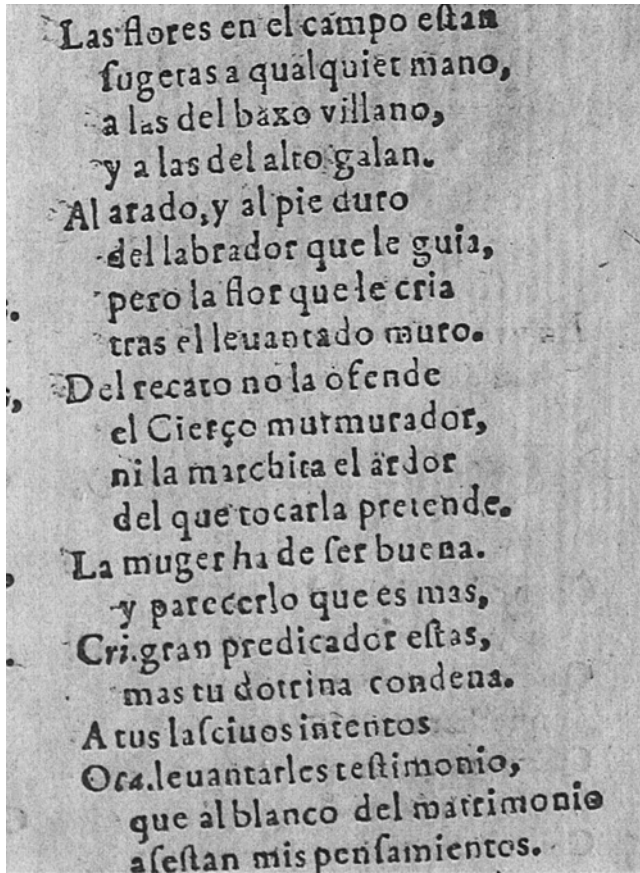 Las flores en el campo eſtan
ſugetas a qualquier mano,
a las del baxo villano,
y a las del alto galan.
Al arado, y al pie duro
del labrador que le guia,
pero la flor que le cria
tras el leuantado muro.
Del recato no la ofende
el Cierço murmurador,
ni la marchita el ardor
del que tocarla pretende.
La muger ha de ſer buena.
y parecerlo que es mas,
Cri.gran predicador eſtas,
mas tu dotrina condena.
A tus laſciuos intentos
Oca.leuantarles teſtimonio,
que al blanco del matrimonio
aſeſtan mis penſamientos.